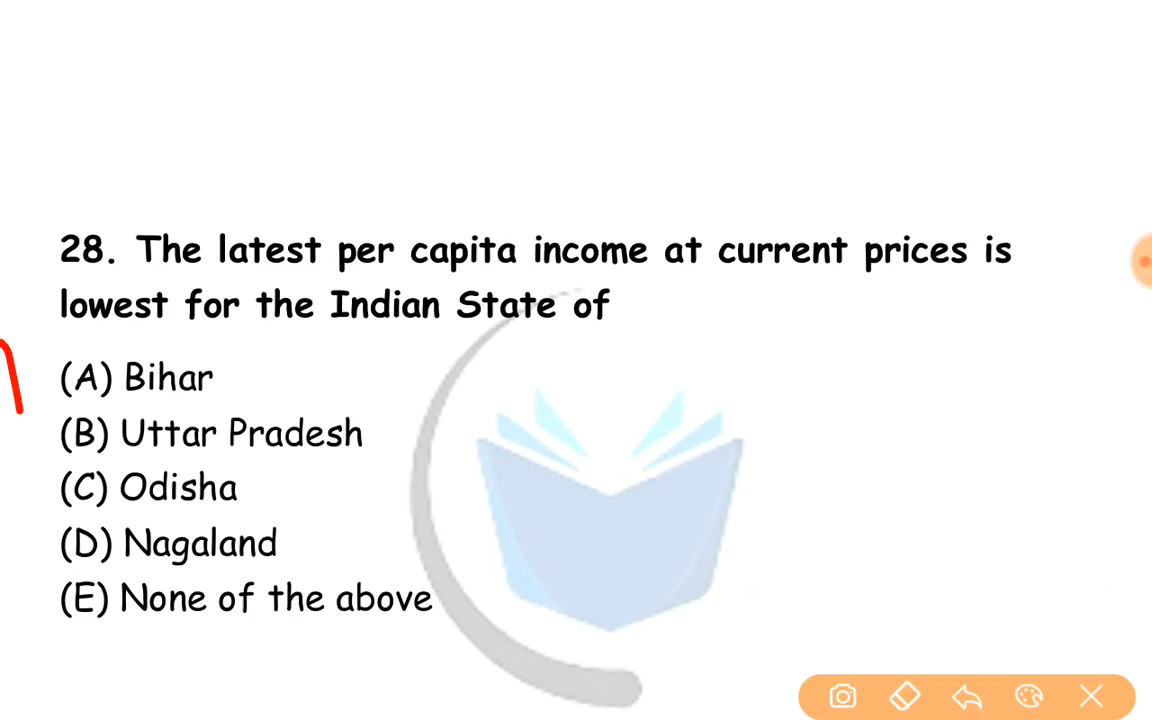 28. The latest per capita income at current prices is
lowest for the Indian State of
(A) Bihar
(B) Uttar Pradesh
(C) Odisha
(D) Nagaland
(E) None of the above